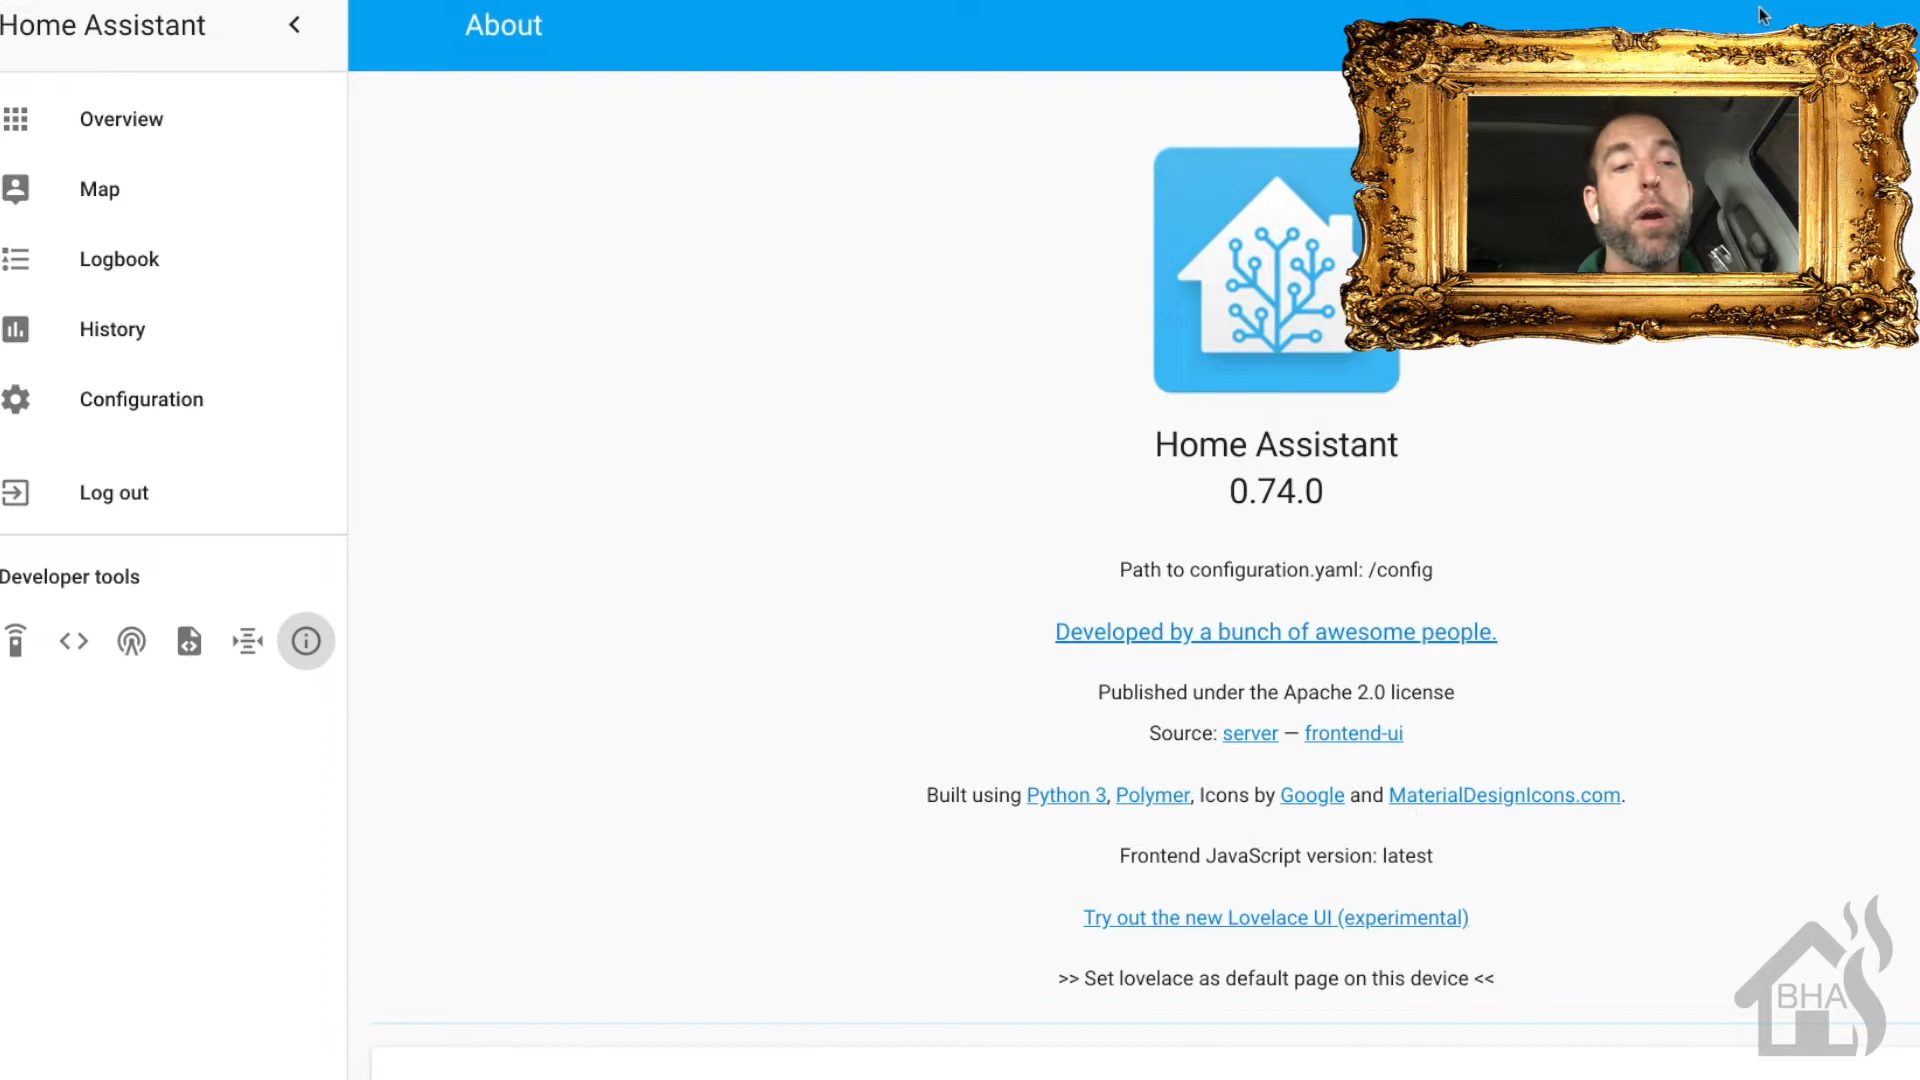 Home Assistant
About
Overview
Map
Logbook
History
Configuration
Log out
Developer tools
Home Assistant
0.74.0
Path to configuration.yaml: /config
Developed by a bunch of awesome people.
Published under the Apache 2.0 license
Source: server — frontend-ui
Built using Python 3, Polymer, Icons by Google and MaterialDesignIcons.com.
Frontend JavaScript version: latest
Try out the new Lovelace UI (experimental)
>> Set lovelace as default page on this device <<
BHA